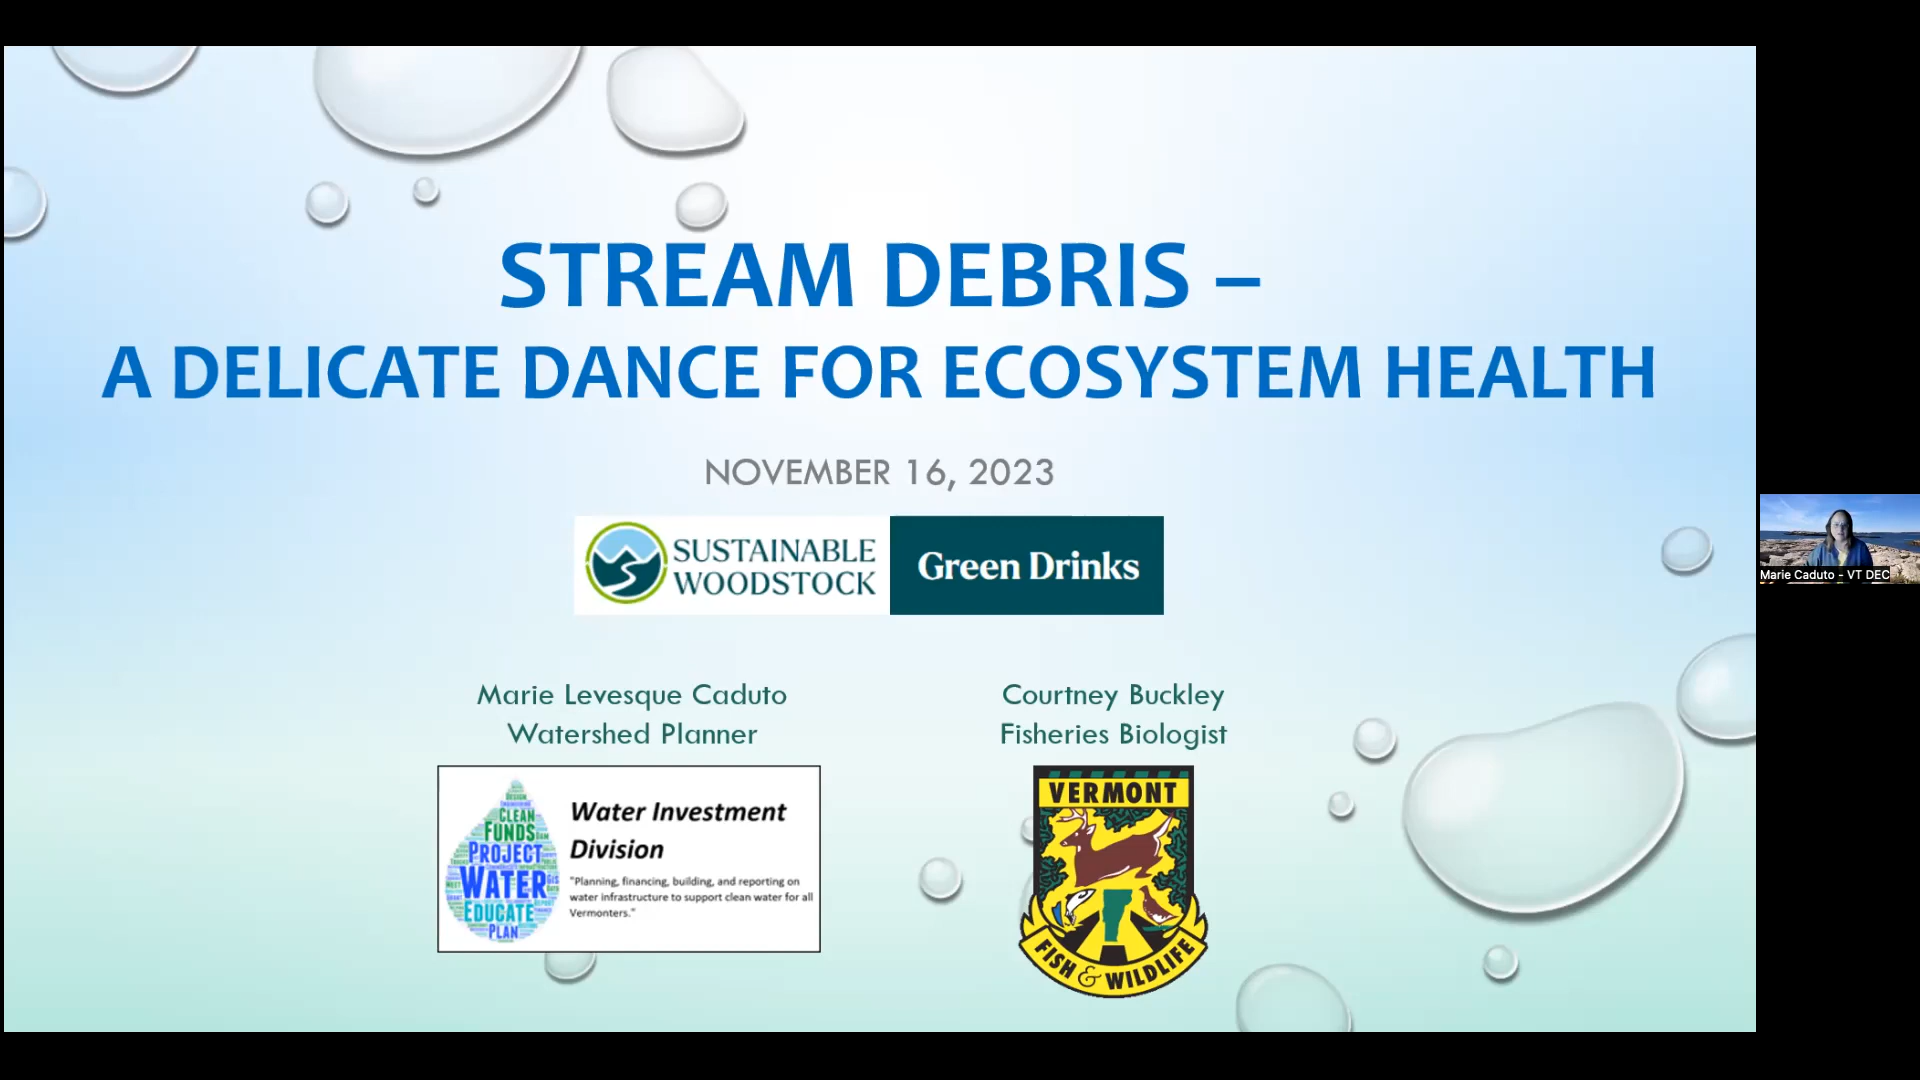 STREAM DEBRIS –
A DELICATE DANCE FOR ECOSYSTEM HEALTH
NOVEMBER 16, 2023
SUSTAINABLE
WOODSTOCK
Green Drinks
Marie Levesque Caduto
Watershed Planner
Courtney Buckley
Fisheries Biologist
DESIGN
CLEAN
FUNDS
PROJECT
WATER
EDUCATE
PLAN
Water Investment
Division
"Planning, financing, building, and reporting on
water infrastructure to support clean water for all
Vermonters."
VERMONT
FISH & WILDLIFE
Marie Caduto - VT DEC